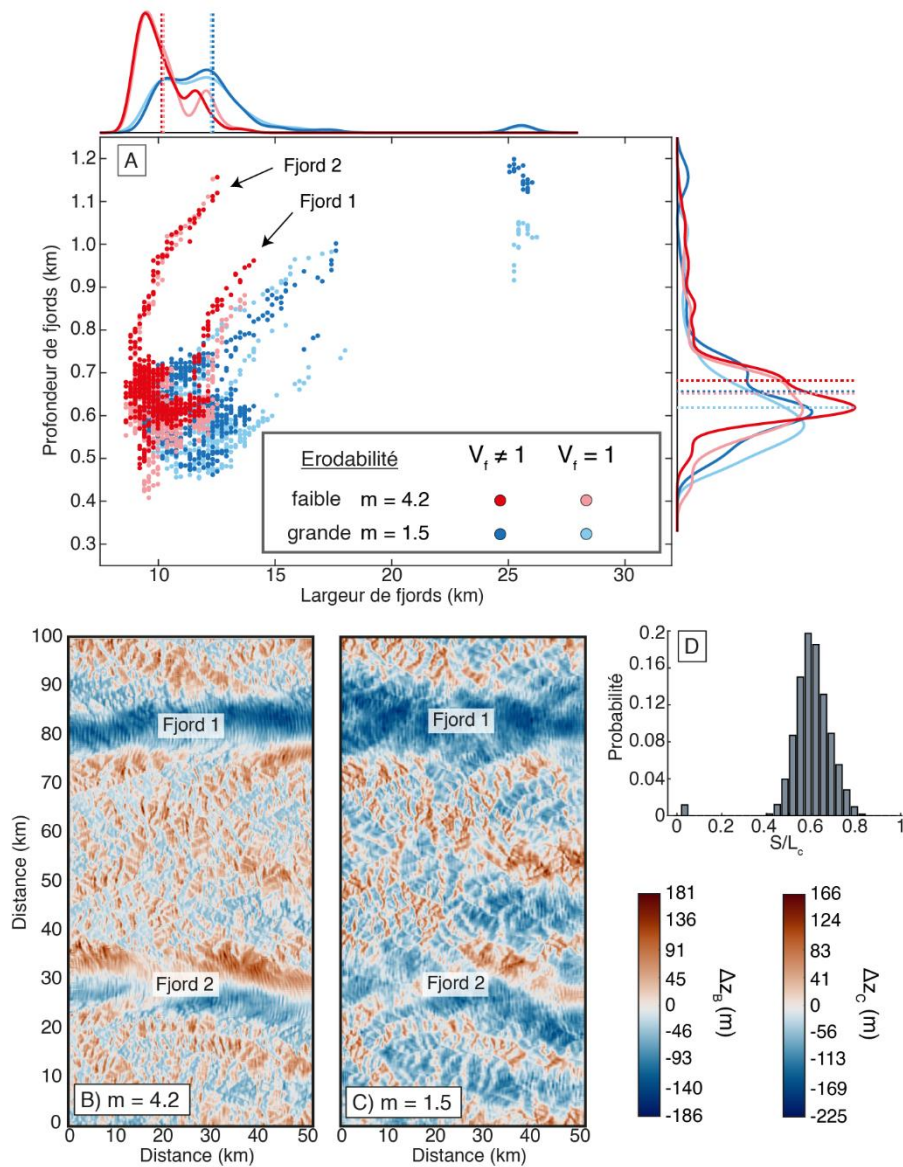 A
Fjord 2
Fjord 1
Profondeur de fjords (km)
1.2
1.0
0.9
0.8
0.7
0.6
0.5
0.4
0.3
Erodabilité V_f ≠ 1 V_f = 1
faible m = 4.2
grande m = 1.5
10 15 20 25 30
Largeur de fjords (km)
Distance (km)
100
90
80
70
60
50
40
30
20
10
0
Fjord 1
Fjord 2
B) m = 4.2
0 10 20 30 40 50
Distance (km)
Fjord 1
Fjord 2
C) m = 1.5
0 10 20 30 40 50
Distance (km)
D
Probabilité
0.2
0.16
0.12
0.08
0.04
0
0 0.2 0.4 0.6 0.8 1
S/L_c
181
136
91
45
0
-46
-93
-140
-186
Δz_B (m)
166
124
83
41
0
-56
-113
-169
-225
Δz_C (m)